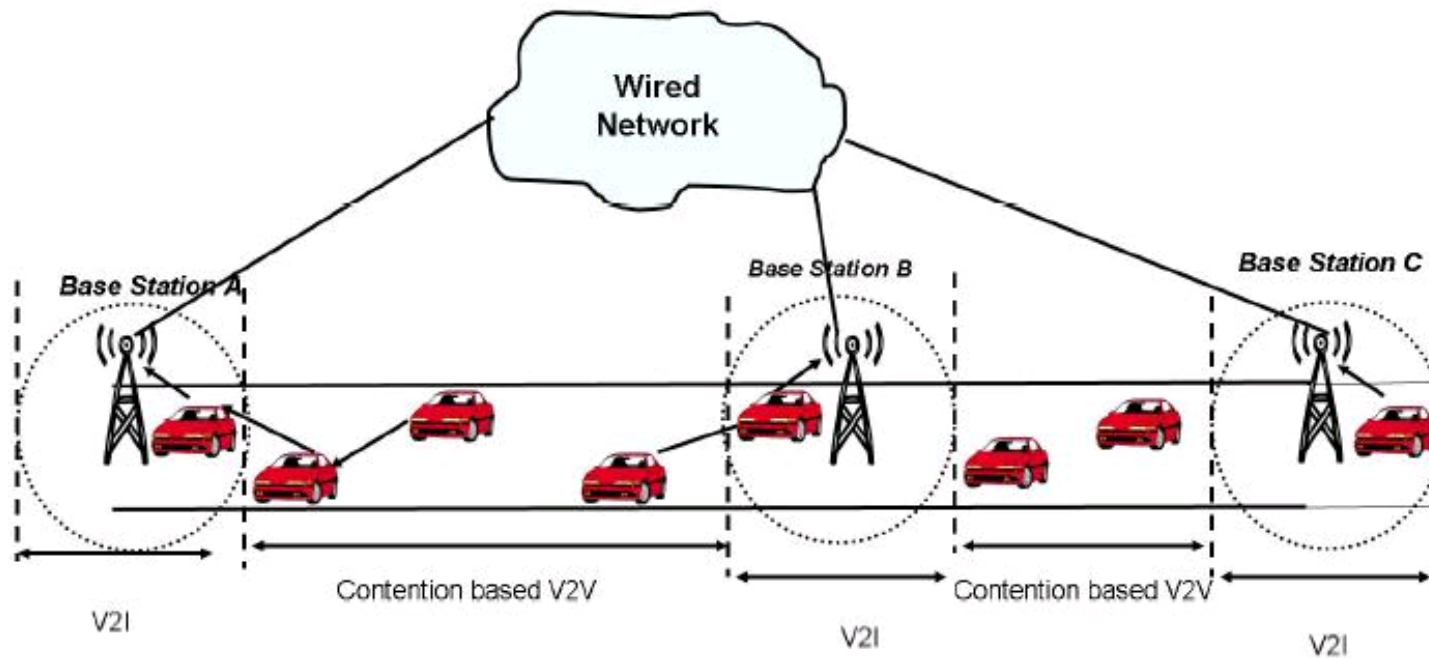 Wired
Network
Base Station A
Base Station B
Base Station C
Contention based V2V
Contention based V2V
V2I
V2I
V2I